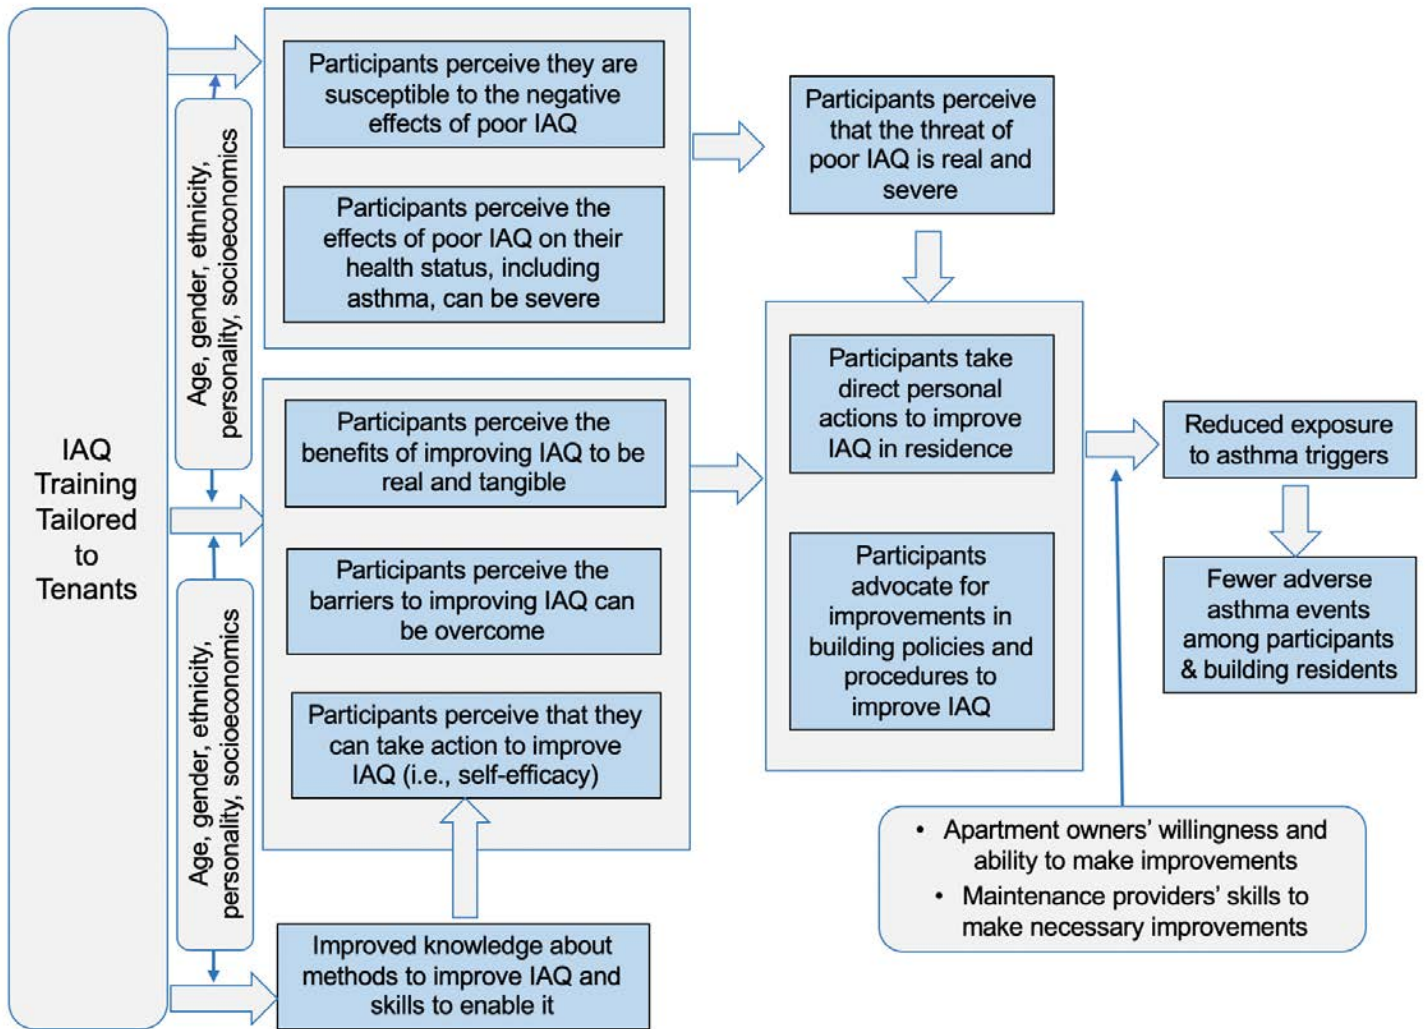 IAQ
Training
Tailored
to
Tenants
Age, gender, ethnicity,
personality, socioeconomics
Age, gender, ethnicity,
personality, socioeconomics
Participants perceive they are
susceptible to the negative
effects of poor IAQ
Participants perceive the
effects of poor IAQ on their
health status, including
asthma, can be severe
Participants perceive the
benefits of improving IAQ to be
real and tangible
Participants perceive the
barriers to improving IAQ can
be overcome
Participants perceive that they
can take action to improve
IAQ (i.e., self-efficacy)
Improved knowledge about
methods to improve IAQ and
skills to enable it
Participants perceive
that the threat of
poor IAQ is real and
severe
Participants take
direct personal
actions to improve
IAQ in residence
Participants
advocate for
improvements in
building policies and
procedures to
improve IAQ
Reduced exposure
to asthma triggers
Fewer adverse
asthma events
among participants
& building residents
• Apartment owners’ willingness and
ability to make improvements
• Maintenance providers’ skills to
make necessary improvements